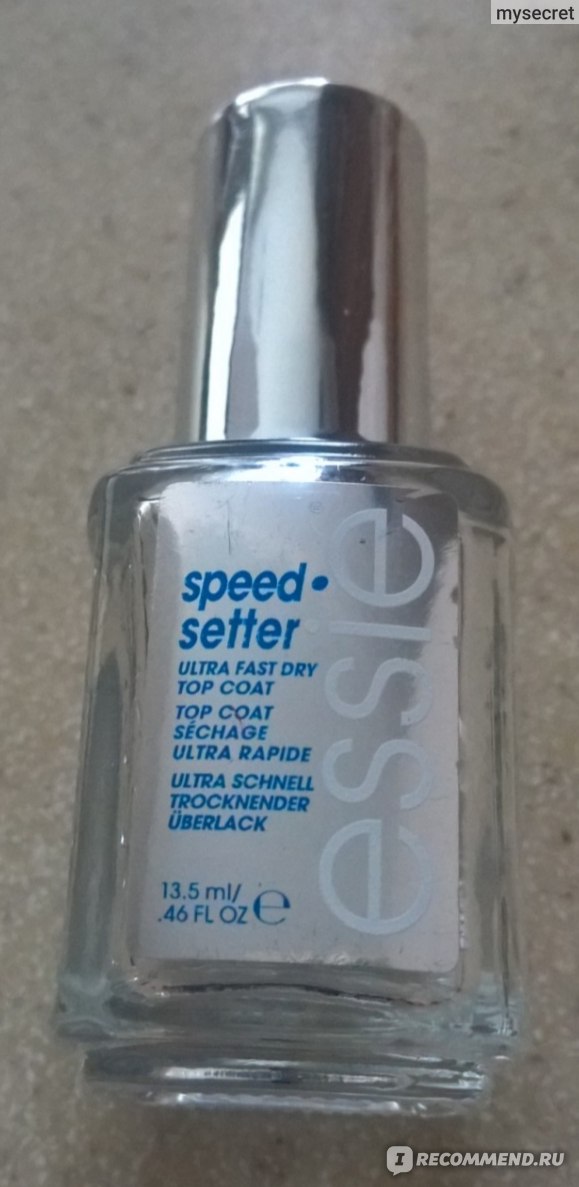 mysecret
speed•
setter
ULTRA FAST DRY
TOP COAT
TOP COAT
SÉCHAGE
ULTRA RAPIDE
ULTRA SCHNELL
TROCKNENDER
ÜBERLACK
13.5 ml/
.46 FL OZ ℮
essie
®
I RECOMMEND.RU